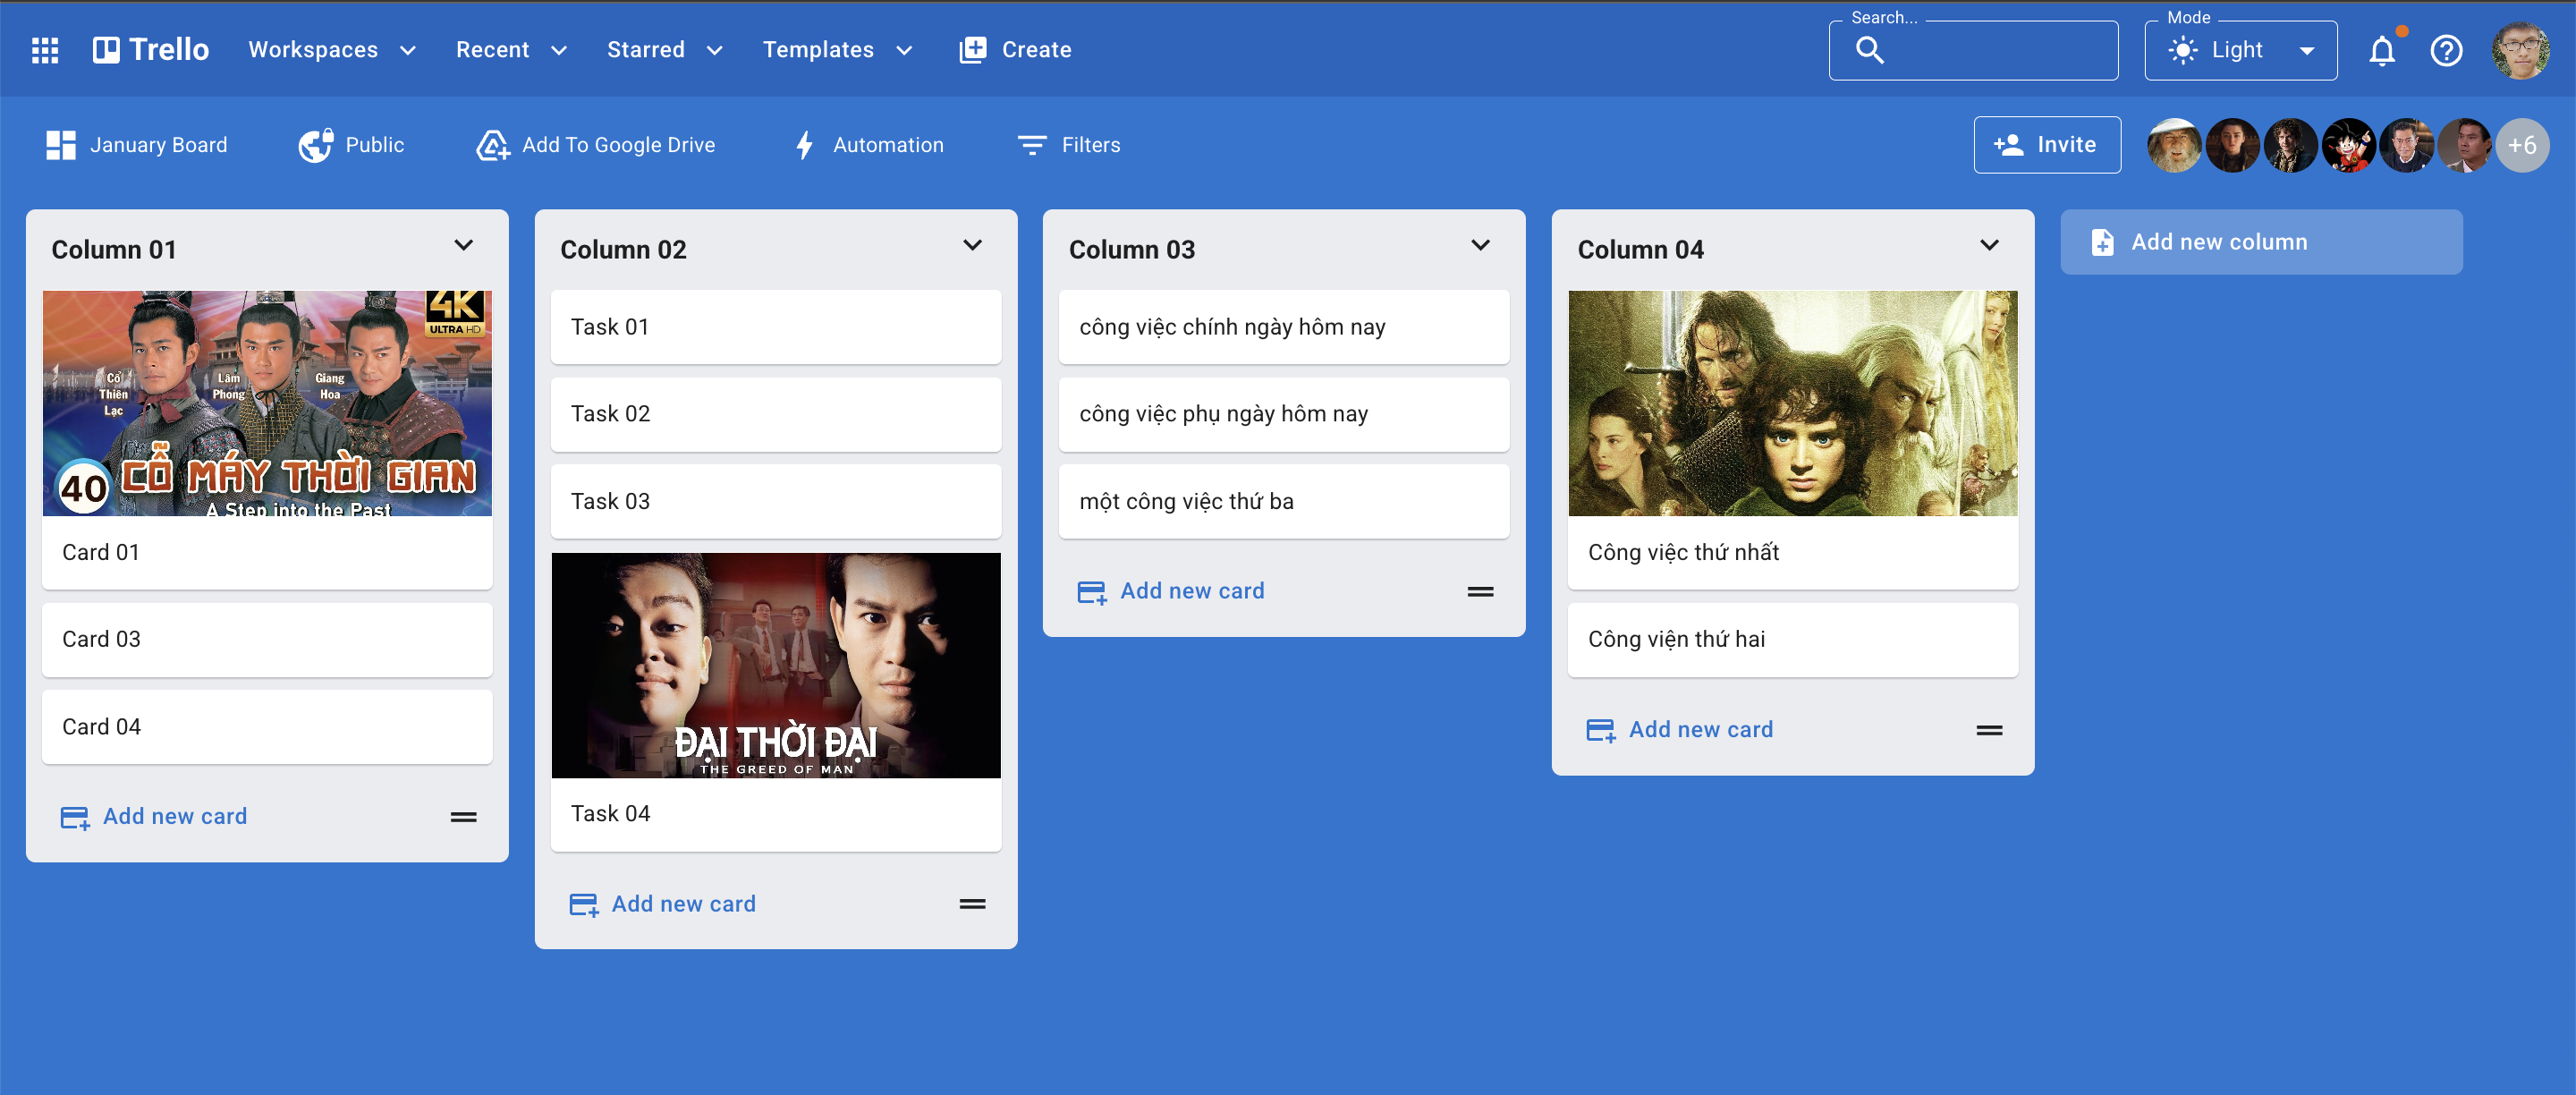 Trello
Workspaces
Recent
Starred
Templates
Create
Search...
Mode
Light
January Board
Public
Add To Google Drive
Automation
Filters
Invite
+6
Column 01
4K
ULTRA HD
Cổ
Thiên
Lạc
Lâm
Phong
Giang
Hoa
40
CỖ MÁY THỜI GIAN
A Step into the Past
Card 01
Card 03
Card 04
Add new card
Column 02
Task 01
Task 02
Task 03
ĐẠI THỜI ĐẠI
THE GREED OF MAN
Task 04
Add new card
Column 03
công việc chính ngày hôm nay
công việc phụ ngày hôm nay
một công việc thứ ba
Add new card
Column 04
Công việc thứ nhất
Công viện thứ hai
Add new card
Add new column